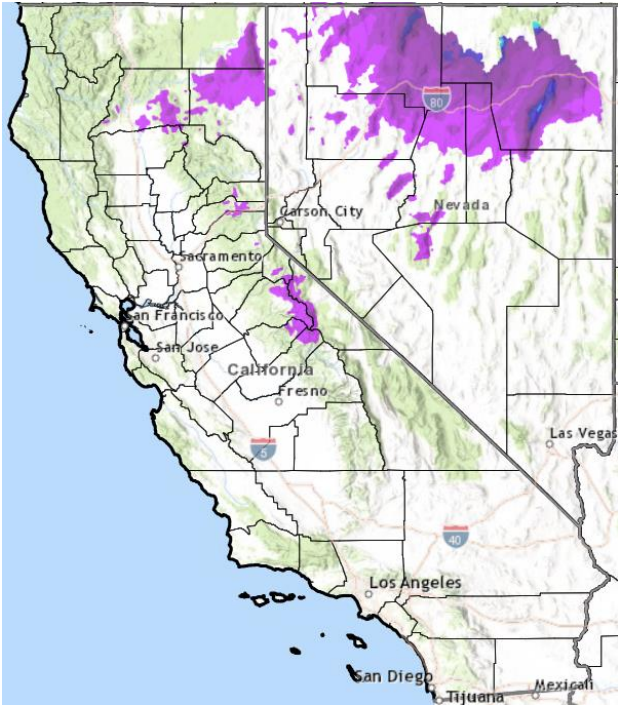 80
Carson City
Nevada
Sacramento
San Francisco
San Jose
California
Fresno
5
Las Vegas
40
Los Angeles
San Diego
Tijuana
Mexicali